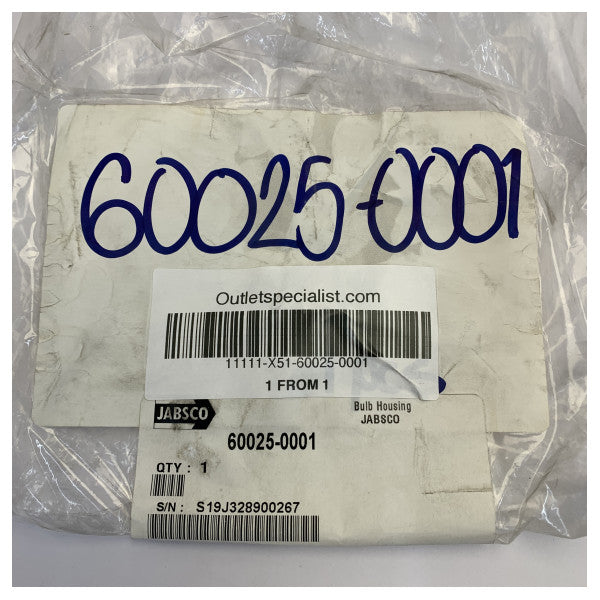 60025-0001
Outletspecialist.com
11111-X51-60025-0001
1 FROM 1
JABSCO
Bulb Housing
JABSCO
60025-0001
QTY : 1
S/N : S19J328900267